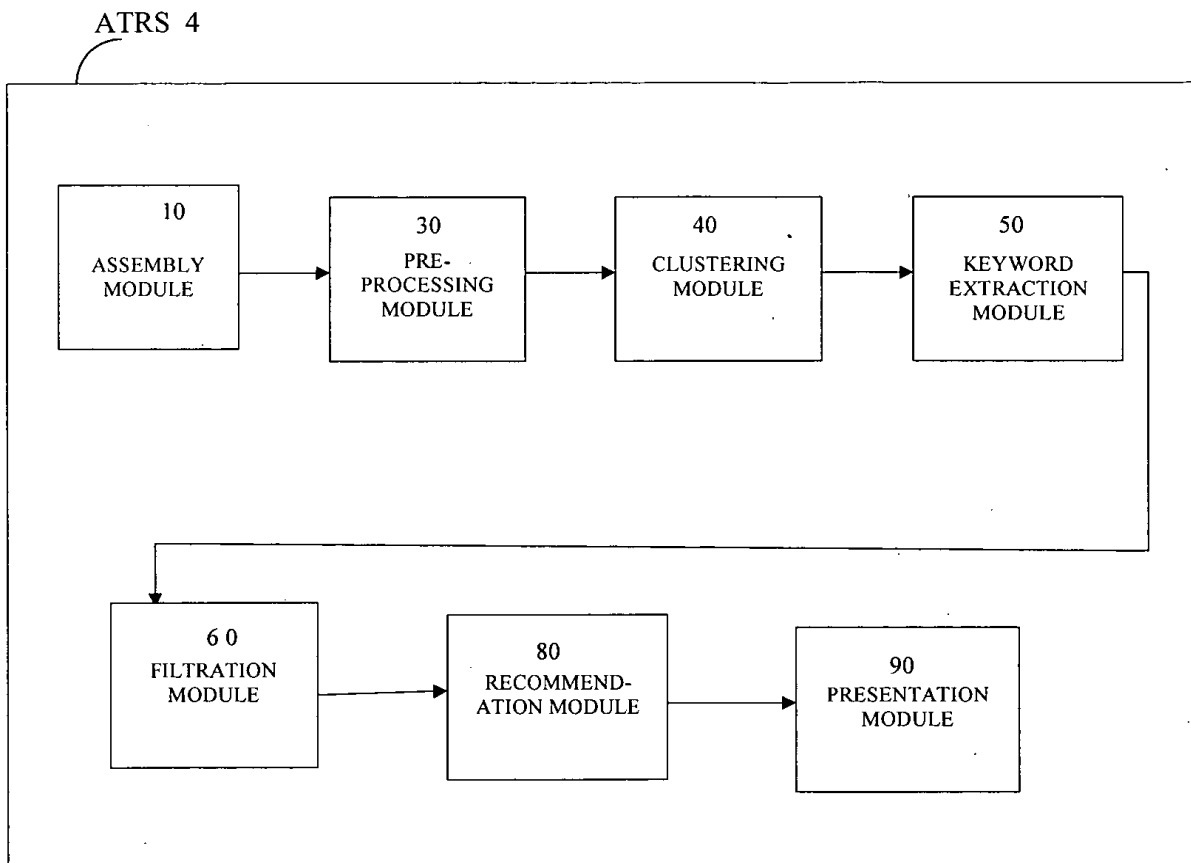 ATRS 4
10
ASSEMBLY
MODULE
30
PRE-
PROCESSING
MODULE
40
CLUSTERING
MODULE
50
KEYWORD
EXTRACTION
MODULE
6 0
FILTRATION
MODULE
80
RECOMMEND-
ATION MODULE
90
PRESENTATION
MODULE